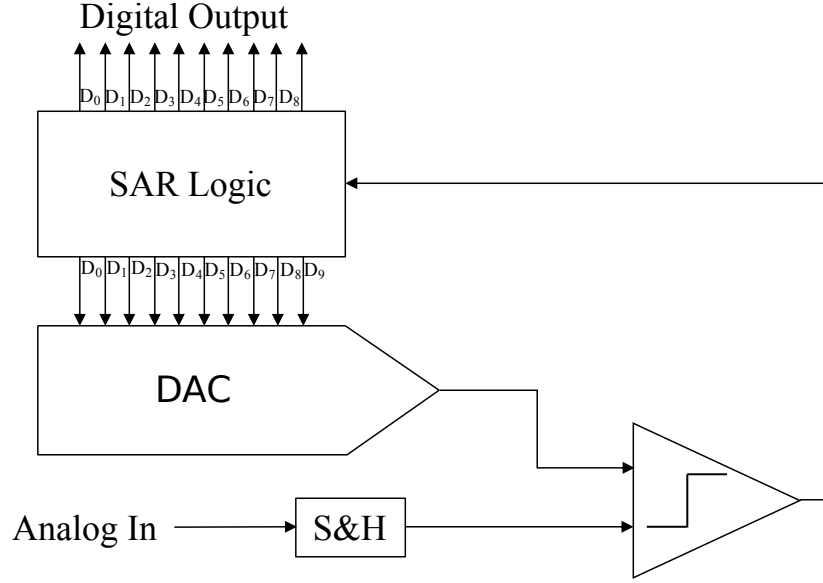 Digital Output
D₀ D₁ D₂ D₃ D₄ D₅ D₆ D₇ D₈
SAR Logic
D₀ D₁ D₂ D₃ D₄ D₅ D₆ D₇ D₈ D₉
DAC
Analog In
S&H